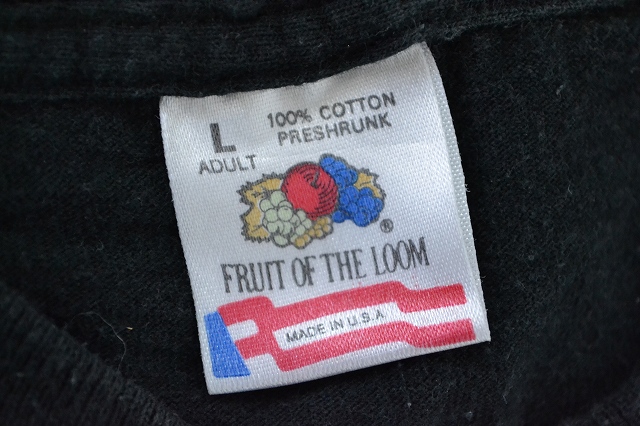 L
ADULT
100% COTTON
PRESHRUNK
®
FRUIT OF THE LOOM
MADE IN U.S.A.